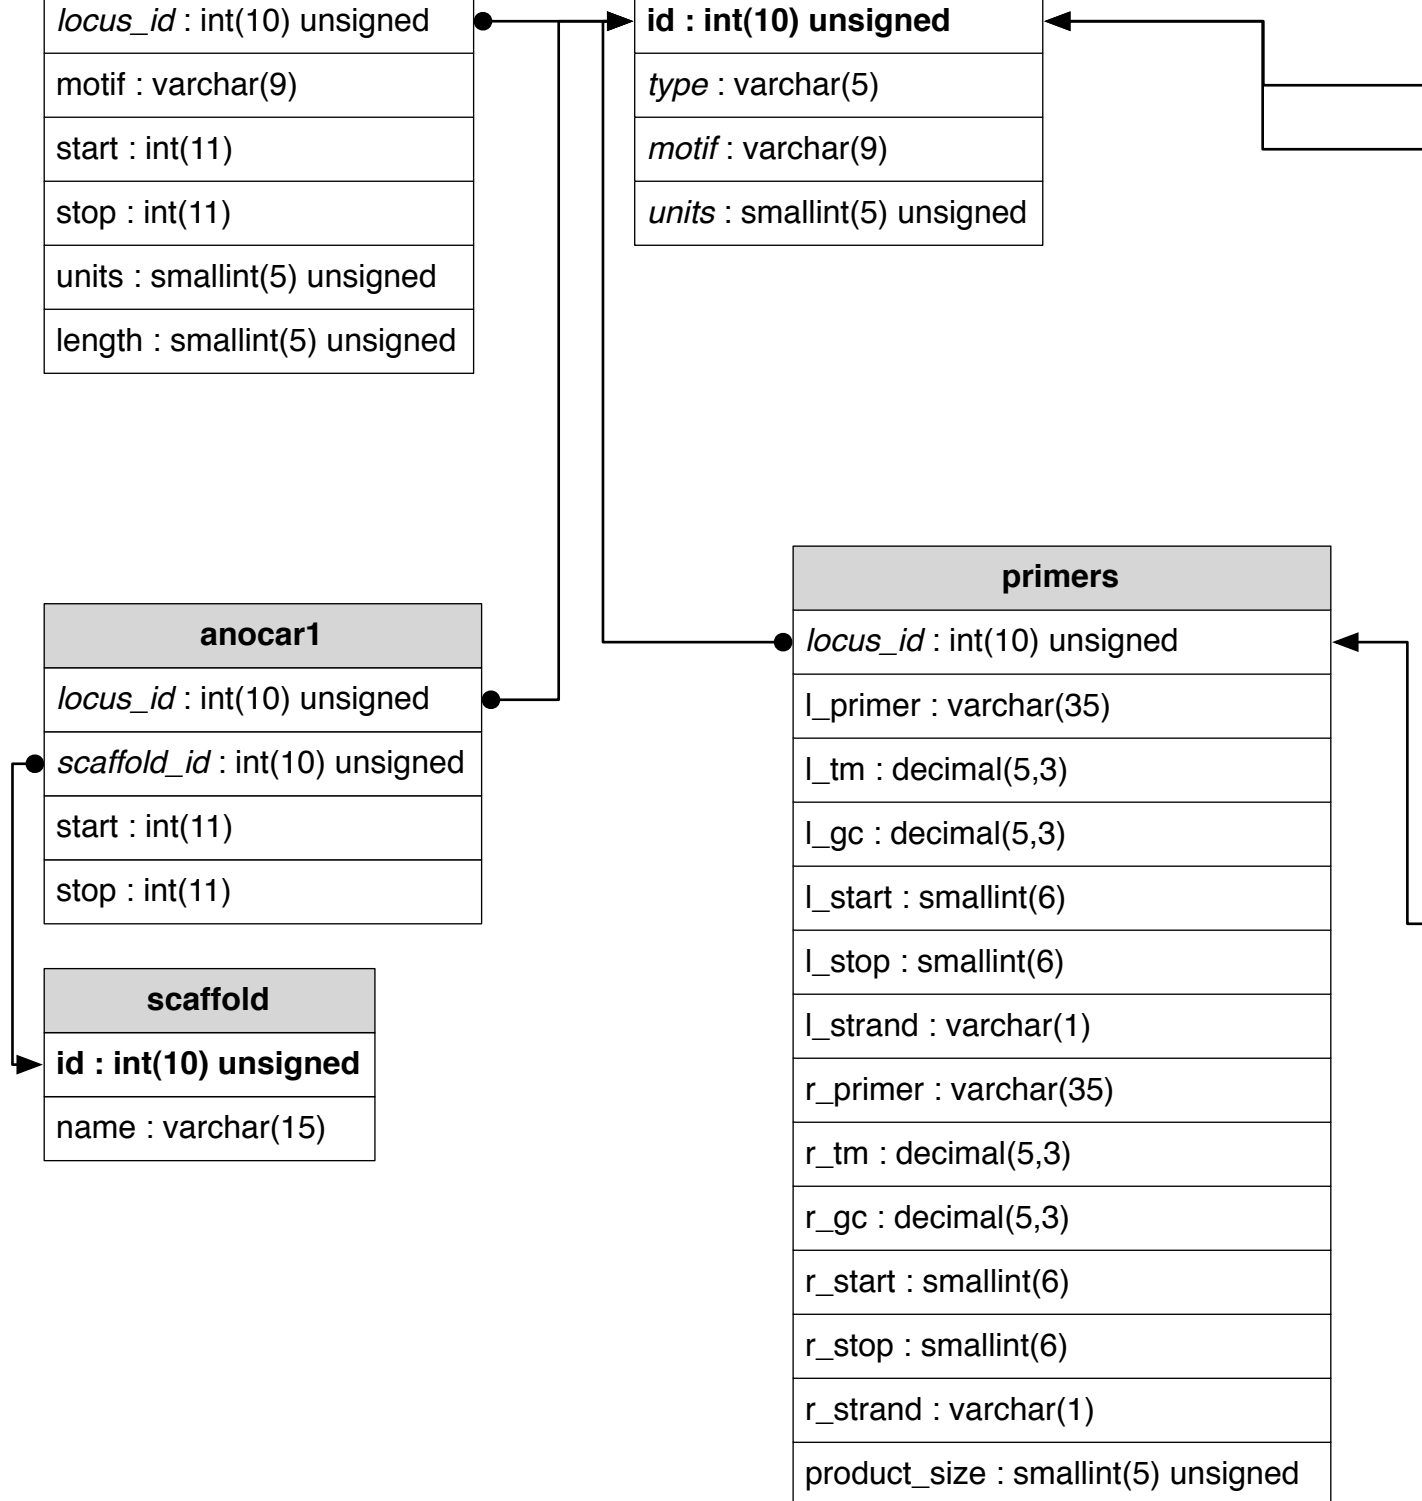 locus_id : int(10) unsigned
motif : varchar(9)
start : int(11)
stop : int(11)
units : smallint(5) unsigned
length : smallint(5) unsigned
id : int(10) unsigned
type : varchar(5)
motif : varchar(9)
units : smallint(5) unsigned
anocar1
locus_id : int(10) unsigned
scaffold_id : int(10) unsigned
start : int(11)
stop : int(11)
scaffold
id : int(10) unsigned
name : varchar(15)
primers
locus_id : int(10) unsigned
l_primer : varchar(35)
l_tm : decimal(5,3)
l_gc : decimal(5,3)
l_start : smallint(6)
l_stop : smallint(6)
l_strand : varchar(1)
r_primer : varchar(35)
r_tm : decimal(5,3)
r_gc : decimal(5,3)
r_start : smallint(6)
r_stop : smallint(6)
r_strand : varchar(1)
product_size : smallint(5) unsigned